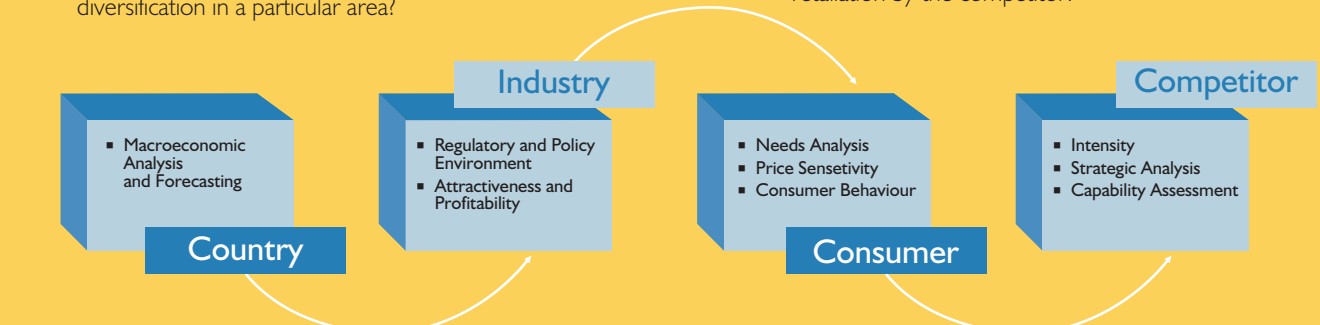 diversification in a particular area?
Country
▪ Macroeconomic
Analysis
and Forecasting
Industry
▪ Regulatory and Policy
Environment
▪ Attractiveness and
Profitability
Consumer
▪ Needs Analysis
▪ Price Sensetivity
▪ Consumer Behaviour
Competitor
▪ Intensity
▪ Strategic Analysis
▪ Capability Assessment